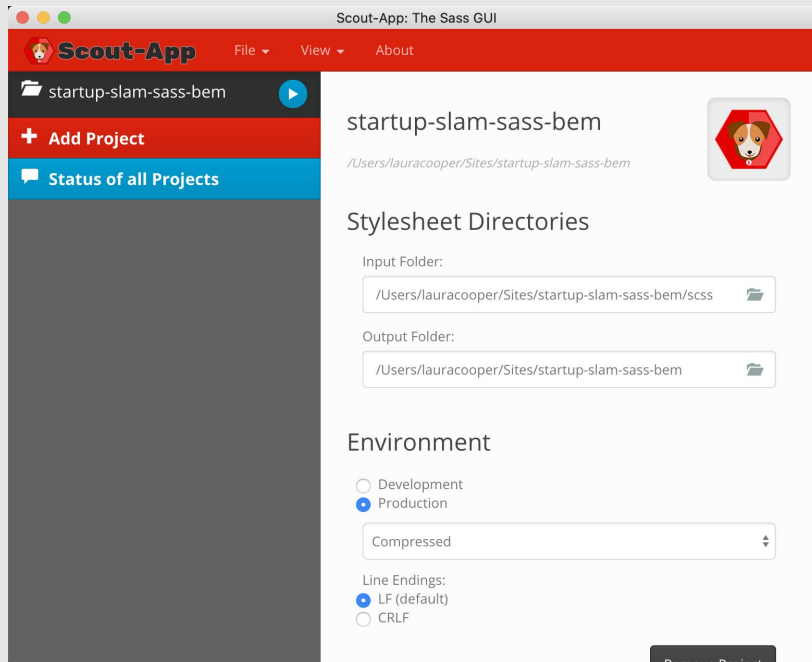 Scout-App: The Sass GUI
Scout-App File View About
startup-slam-sass-bem
Add Project
Status of all Projects
startup-slam-sass-bem
/Users/lauracooper/Sites/startup-slam-sass-bem
Stylesheet Directories
Input Folder:
/Users/lauracooper/Sites/startup-slam-sass-bem/scss
Output Folder:
/Users/lauracooper/Sites/startup-slam-sass-bem
Environment
Development
Production
Compressed
Line Endings:
LF (default)
CRLF